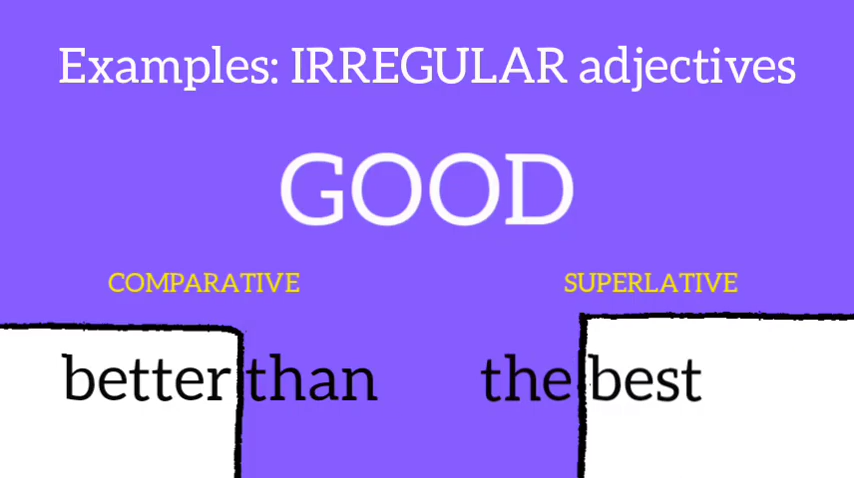 Examples: IRREGULAR adjectives
GOOD
COMPARATIVE SUPERLATIVE
better than the best